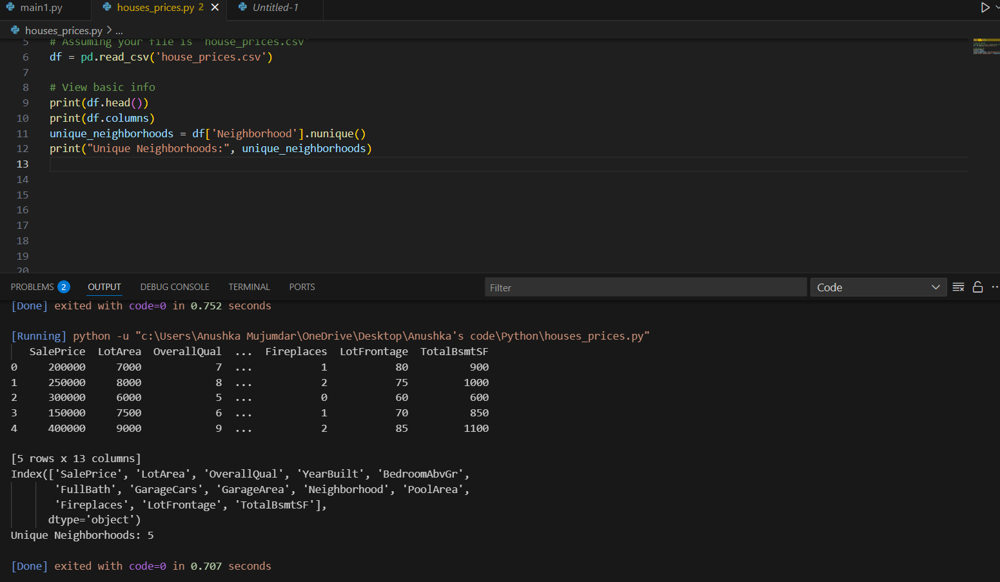 main1.py
houses_prices.py 2
Untitled-1
houses_prices.py > ...
5 # Assuming your file is 'house_prices.csv'
6 df = pd.read_csv('house_prices.csv')
7
8 # View basic info
9 print(df.head())
10 print(df.columns)
11 unique_neighborhoods = df['Neighborhood'].nunique()
12 print("Unique Neighborhoods:", unique_neighborhoods)
13
14
15
16
17
18
19
20
PROBLEMS 2 OUTPUT DEBUG CONSOLE TERMINAL PORTS Filter Code
[Done] exited with code=0 in 0.752 seconds
[Running] python -u "c:\Users\Anushka Mujumdar\OneDrive\Desktop\Anushka's code\Python\houses_prices.py"
SalePrice LotArea OverallQual ... Fireplaces LotFrontage TotalBsmtSF
0 200000 7000 7 ... 1 80 900
1 250000 8000 8 ... 2 75 1000
2 300000 6000 5 ... 0 60 600
3 150000 7500 6 ... 1 70 850
4 400000 9000 9 ... 2 85 1100
[5 rows x 13 columns]
Index(['SalePrice', 'LotArea', 'OverallQual', 'YearBuilt', 'BedroomAbvGr',
'FullBath', 'GarageCars', 'GarageArea', 'Neighborhood', 'PoolArea',
'Fireplaces', 'LotFrontage', 'TotalBsmtSF'],
dtype='object')
Unique Neighborhoods: 5
[Done] exited with code=0 in 0.707 seconds